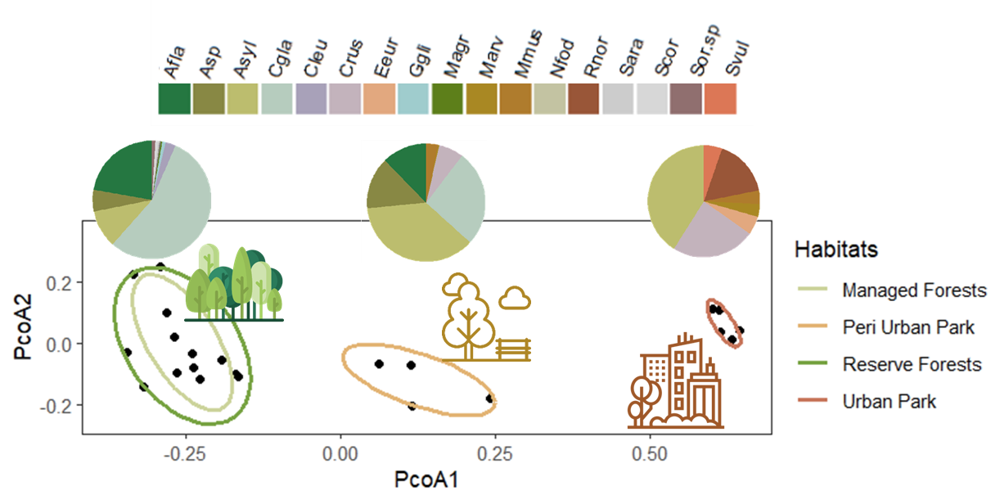 Afla Asp Asyl Cgla Cleu Crus Eeur Ggli Magr Marv Mmus Nfod Rnor Sara Scor Sor.sp Svul
Habitats
Managed Forests
Peri Urban Park
Reserve Forests
Urban Park
PcoA2
0.2
0.0
-0.2
-0.25 0.00 0.25 0.50
PcoA1